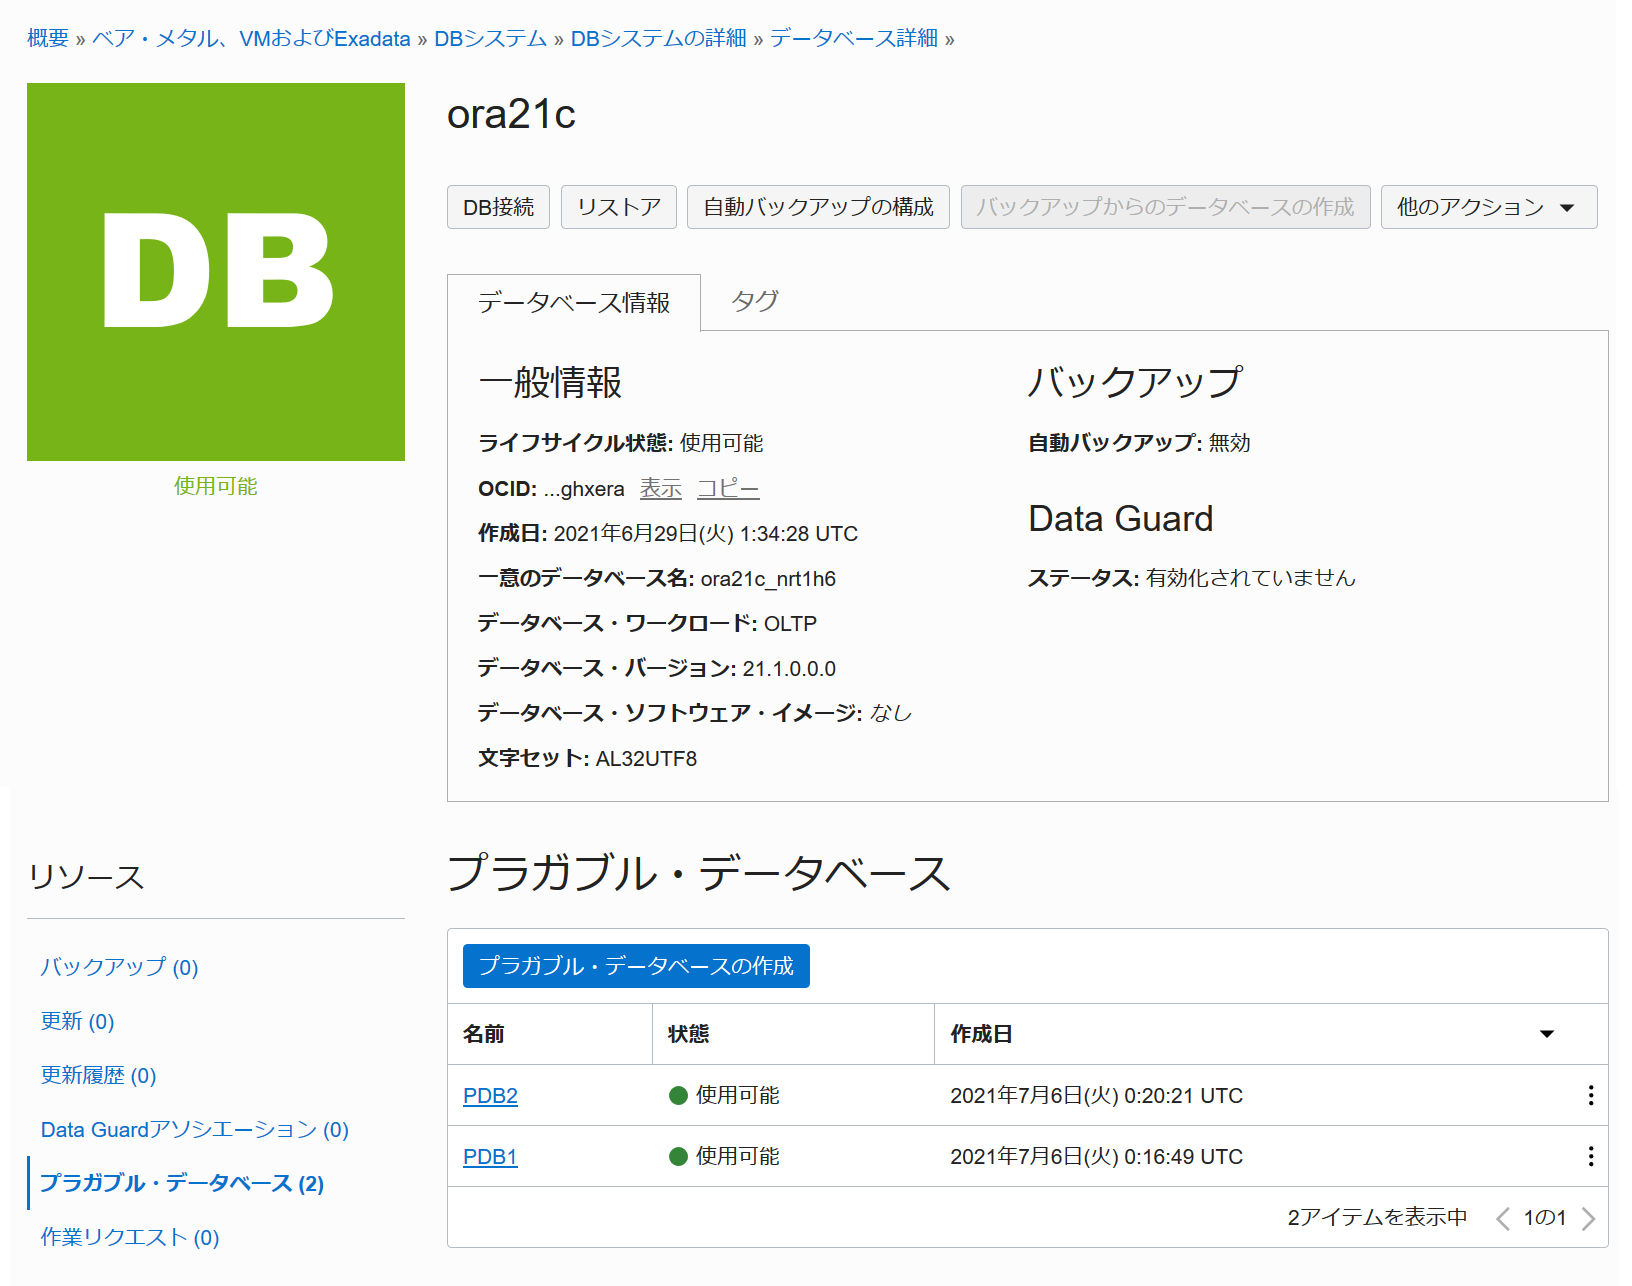 概要 » ベア・メタル、VMおよびExadata » DBシステム » DBシステムの詳細 » データベース詳細 »
DB
使用可能
ora21c
DB接続 リストア 自動バックアップの構成 バックアップからのデータベースの作成 他のアクション
データベース情報 タグ
一般情報
ライフサイクル状態: 使用可能
OCID: ...ghxera 表示 コピー
作成日: 2021年6月29日(火) 1:34:28 UTC
一意のデータベース名: ora21c_nrt1h6
データベース・ワークロード: OLTP
データベース・バージョン: 21.1.0.0.0
データベース・ソフトウェア・イメージ: なし
文字セット: AL32UTF8
バックアップ
自動バックアップ: 無効
Data Guard
ステータス: 有効化されていません
リソース
バックアップ (0)
更新 (0)
更新履歴 (0)
Data Guardアソシエーション (0)
プラガブル・データベース (2)
作業リクエスト (0)
プラガブル・データベース
プラガブル・データベースの作成
名前 状態 作成日
PDB2 使用可能 2021年7月6日(火) 0:20:21 UTC
PDB1 使用可能 2021年7月6日(火) 0:16:49 UTC
2アイテムを表示中 1の1